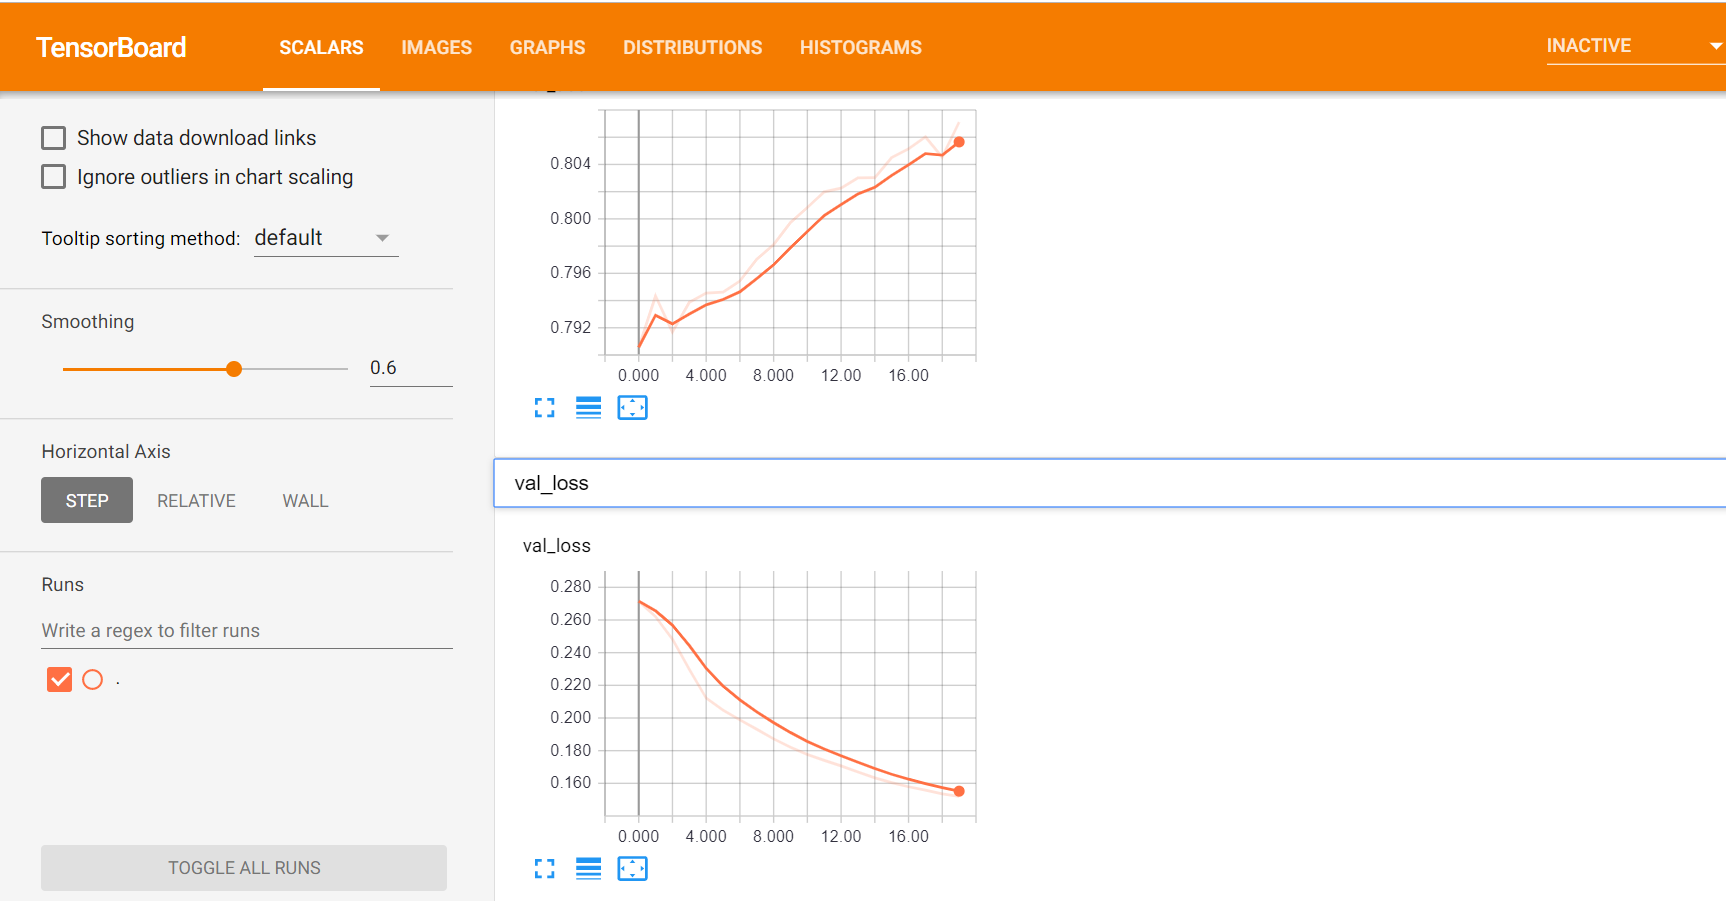 TensorBoard
SCALARS IMAGES GRAPHS DISTRIBUTIONS HISTOGRAMS
INACTIVE
Show data download links
Ignore outliers in chart scaling
Tooltip sorting method: default
Smoothing
0.6
Horizontal Axis
STEP RELATIVE WALL
Runs
Write a regex to filter runs
.
TOGGLE ALL RUNS
0.804
0.800
0.796
0.792
0.000 4.000 8.000 12.00 16.00
val_loss
val_loss
0.280
0.260
0.240
0.220
0.200
0.180
0.160
0.000 4.000 8.000 12.00 16.00